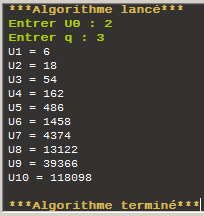 ***Algorithme lancé***
Entrer U0 : 2
Entrer q : 3
U1 = 6
U2 = 18
U3 = 54
U4 = 162
U5 = 486
U6 = 1458
U7 = 4374
U8 = 13122
U9 = 39366
U10 = 118098
***Algorithme terminé***